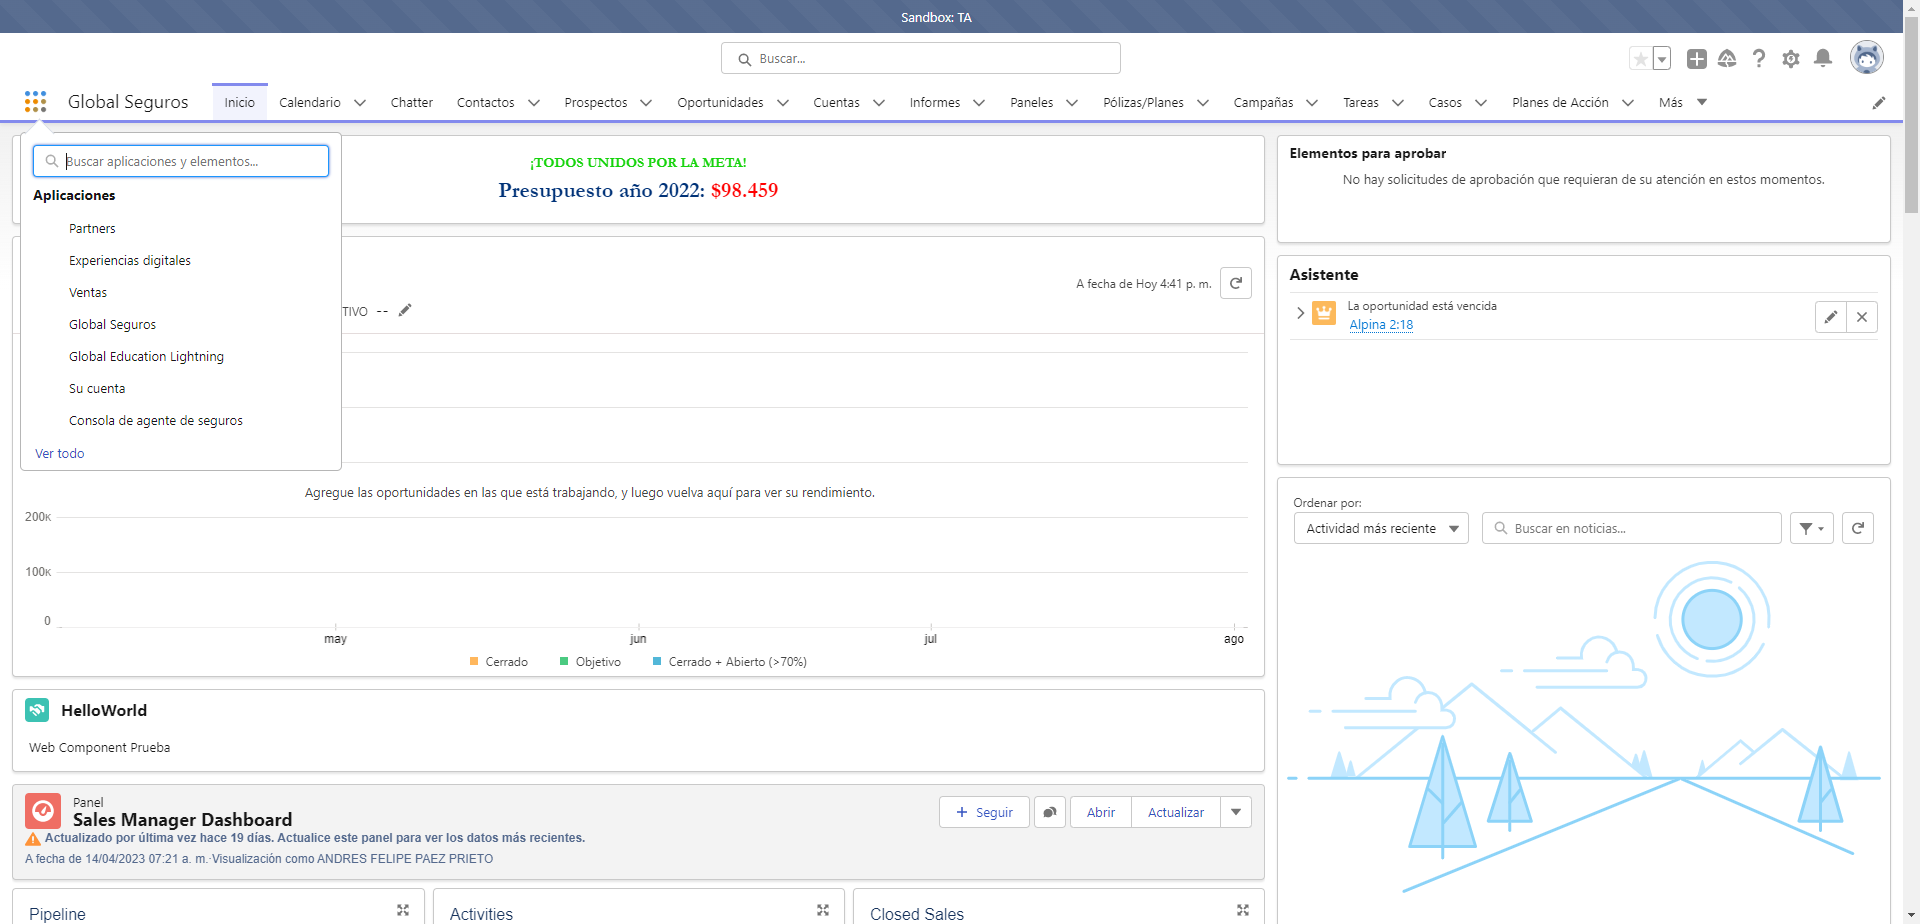 Sandbox: TA
Buscar...
Global Seguros
Inicio
Calendario
Chatter
Contactos
Prospectos
Oportunidades
Cuentas
Informes
Paneles
Pólizas/Planes
Campañas
Tareas
Casos
Planes de Acción
Más
Buscar aplicaciones y elementos...
Aplicaciones
Partners
Experiencias digitales
Ventas
Global Seguros
Global Education Lightning
Su cuenta
Consola de agente de seguros
Ver todo
¡TODOS UNIDOS POR LA META!
Presupuesto año 2022: $98.459
A fecha de Hoy 4:41 p. m.
TIVO --
Agregue las oportunidades en las que está trabajando, y luego vuelva aquí para ver su rendimiento.
200K
100K
0
may
jun
jul
ago
Cerrado
Objetivo
Cerrado + Abierto (>70%)
HelloWorld
Web Component Prueba
Panel
Sales Manager Dashboard
Actualizado por última vez hace 19 días. Actualice este panel para ver los datos más recientes.
A fecha de 14/04/2023 07:21 a. m.·Visualización como ANDRES FELIPE PAEZ PRIETO
+ Seguir
Abrir
Actualizar
Pipeline
Activities
Closed Sales
Elementos para aprobar
No hay solicitudes de aprobación que requieran de su atención en estos momentos.
Asistente
La oportunidad está vencida
Alpina 2:18
Ordenar por:
Actividad más reciente
Buscar en noticias...